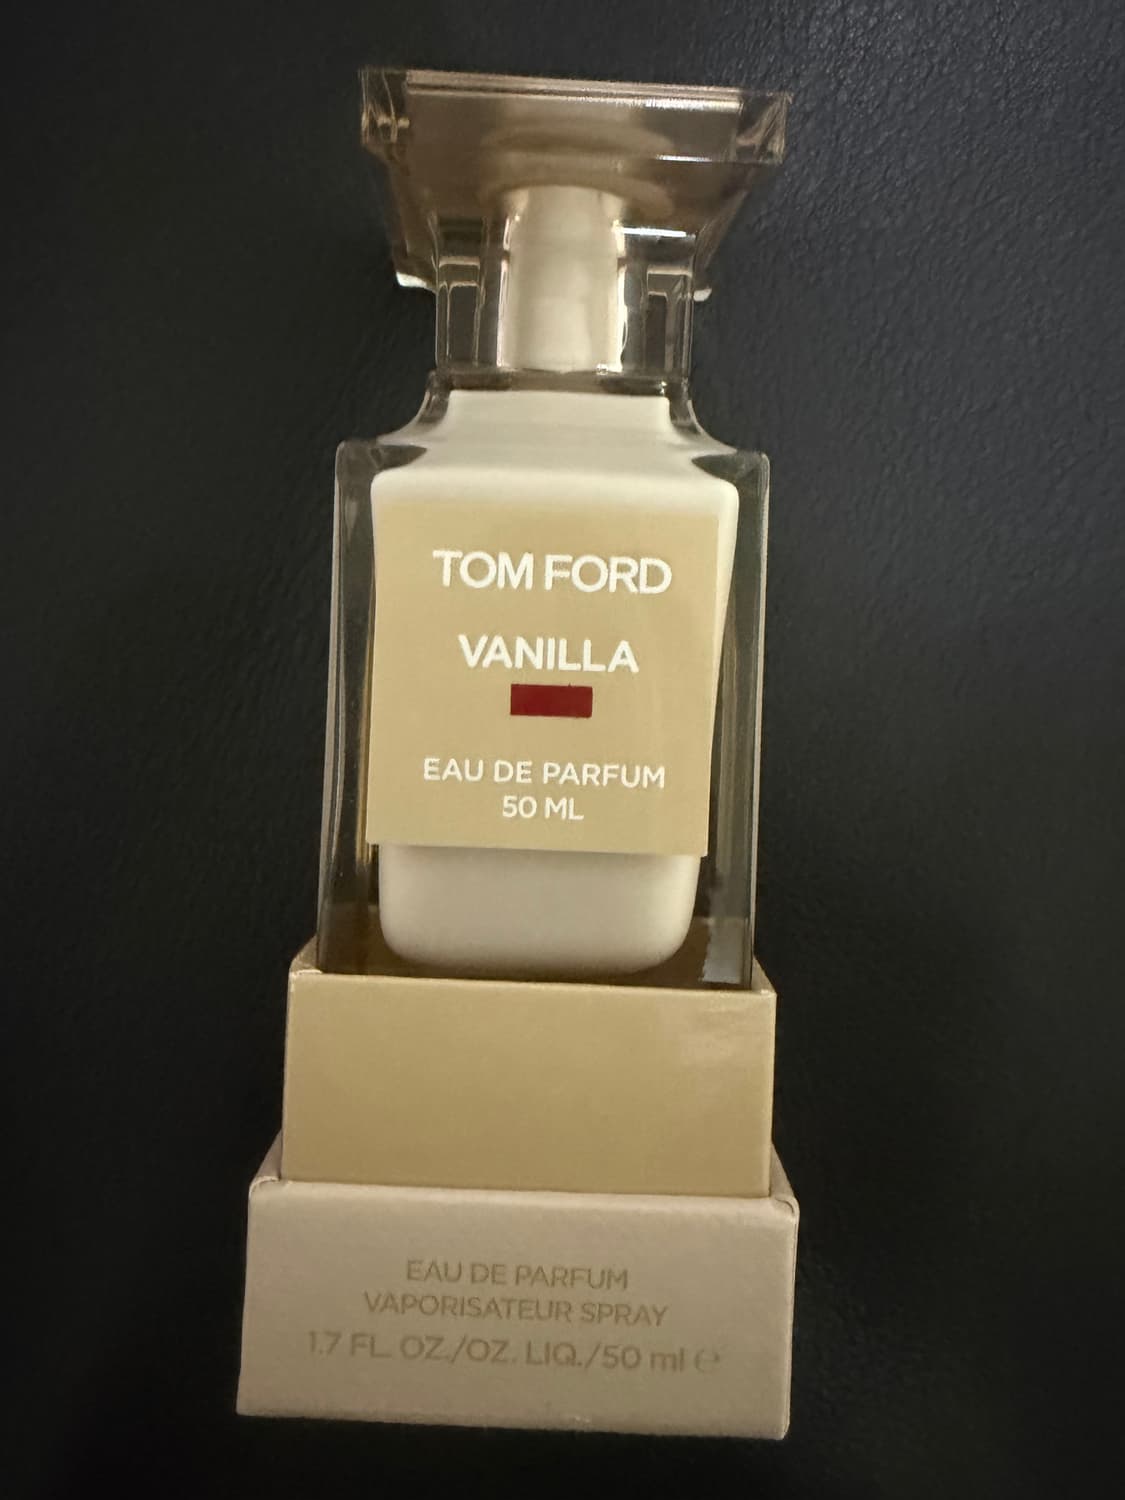 TOM FORD
VANILLA
EAU DE PARFUM
50 ML
EAU DE PARFUM
VAPORISATEUR SPRAY
1.7 FL. OZ./OZ. LIQ./50 ml ℮